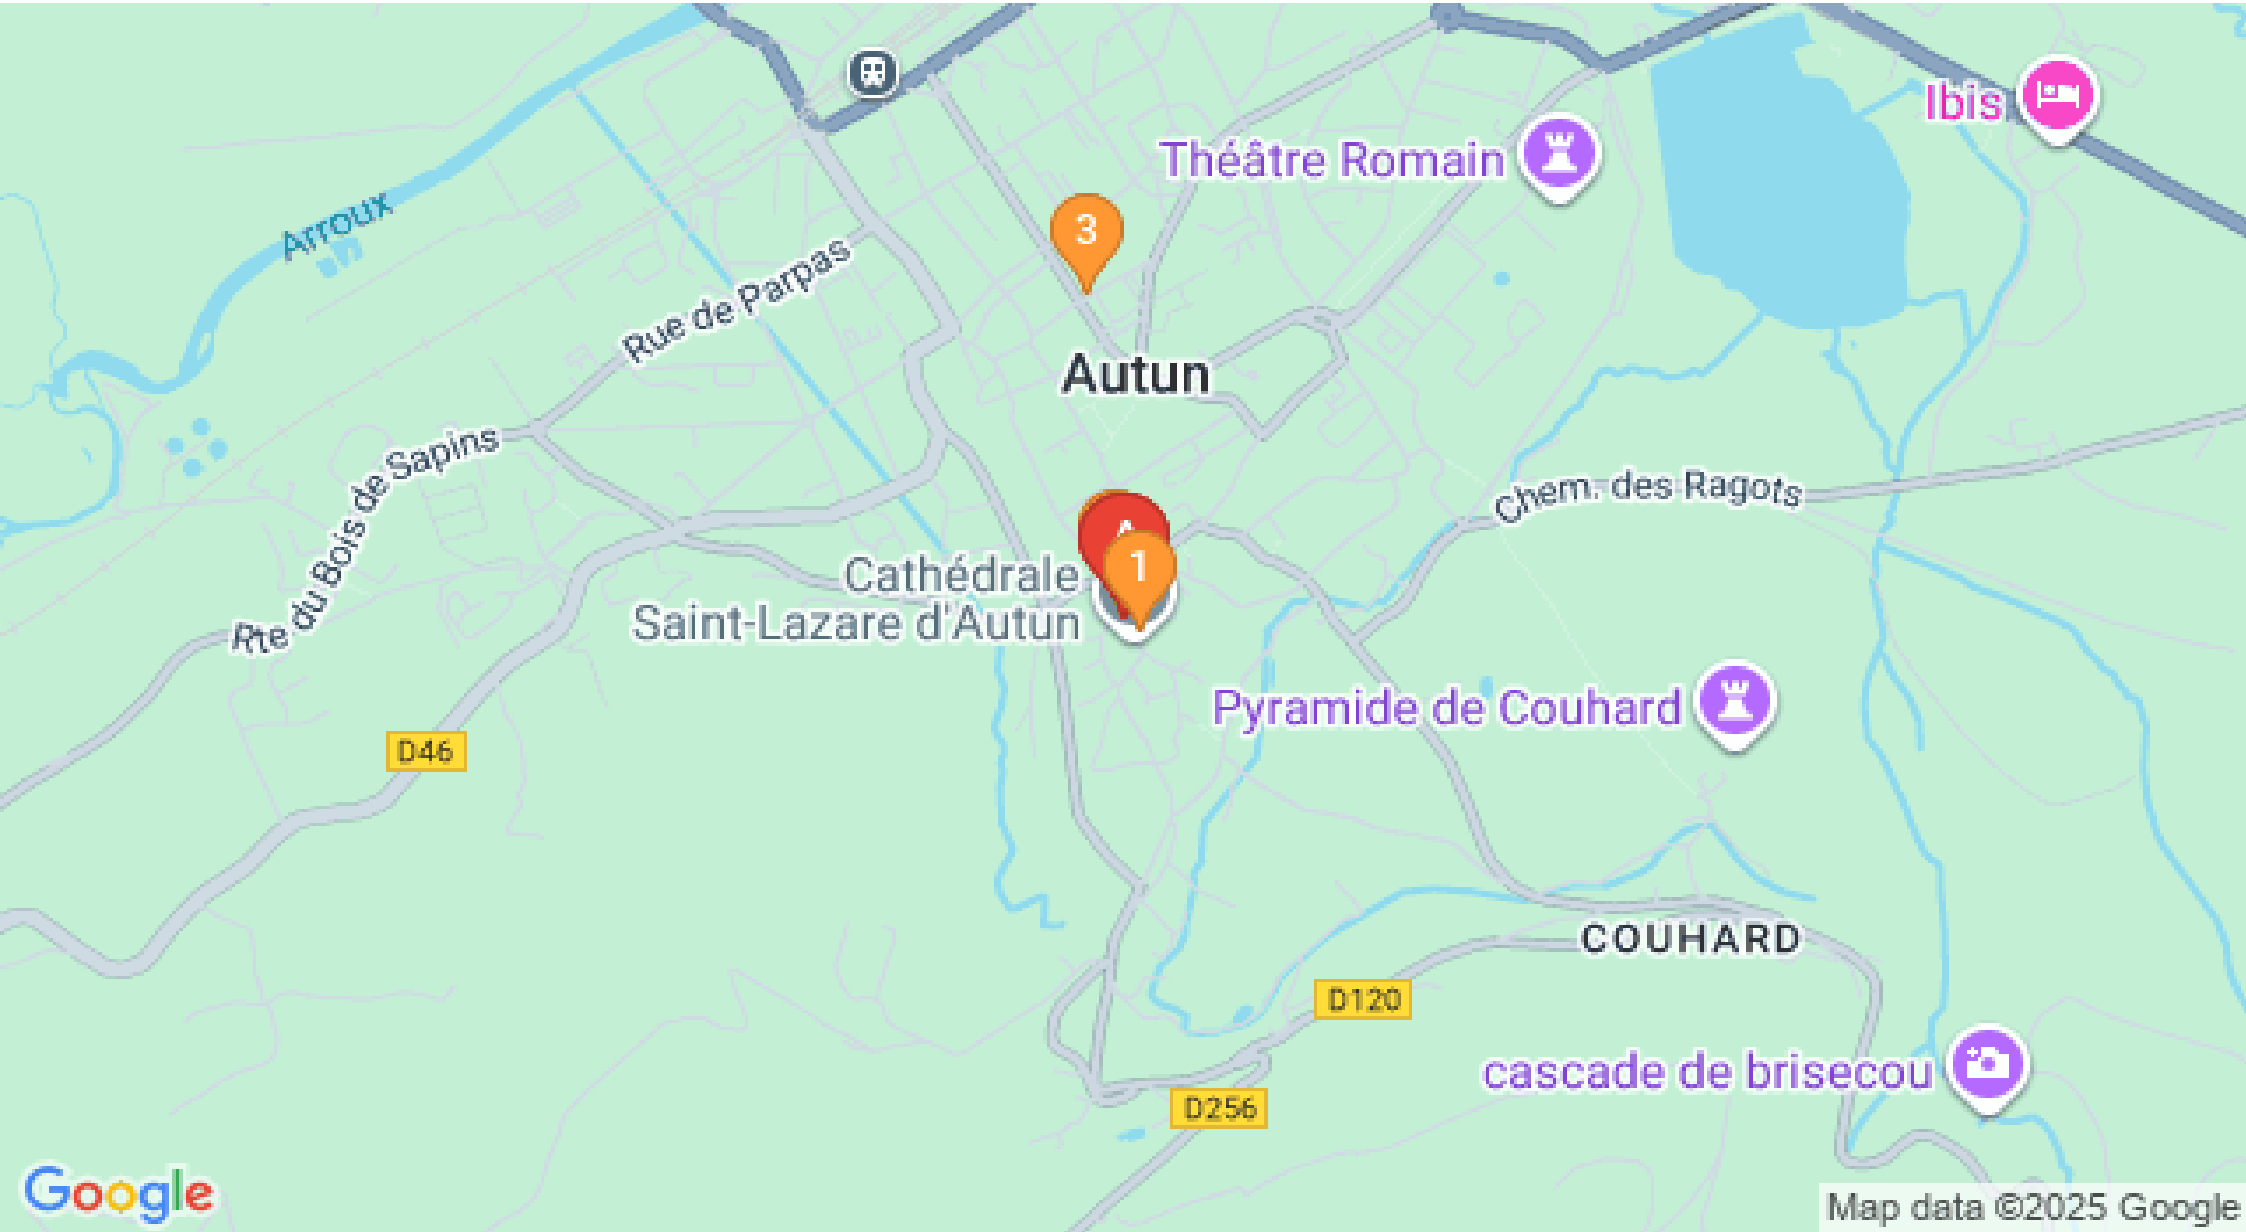 Ibis
Théâtre Romain
Arroux
3
Rue de Parpas
Autun
Rte du Bois de Sapins
Chem. des Ragots
A
1
Cathédrale
Saint-Lazare d'Autun
Pyramide de Couhard
D46
COUHARD
D120
cascade de brisecou
D256
Google
Map data ©2025 Google